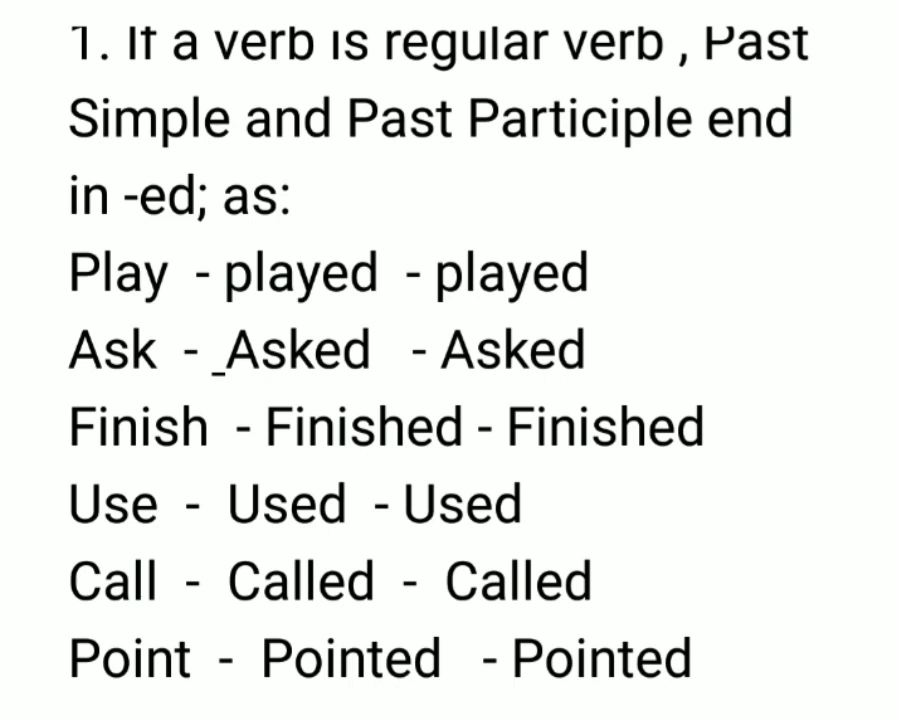 1. If a verb is regular verb , Past
Simple and Past Participle end
in -ed; as:
Play - played - played
Ask - _Asked - Asked
Finish - Finished - Finished
Use - Used - Used
Call - Called - Called
Point - Pointed - Pointed